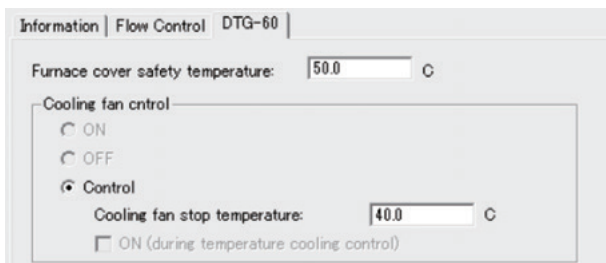 Information Flow Control DTG-60
Furnace cover safety temperature: 50.0 C
Cooling fan cntrol
ON
OFF
Control
Cooling fan stop temperature: 40.0 C
ON (during temperature cooling control)